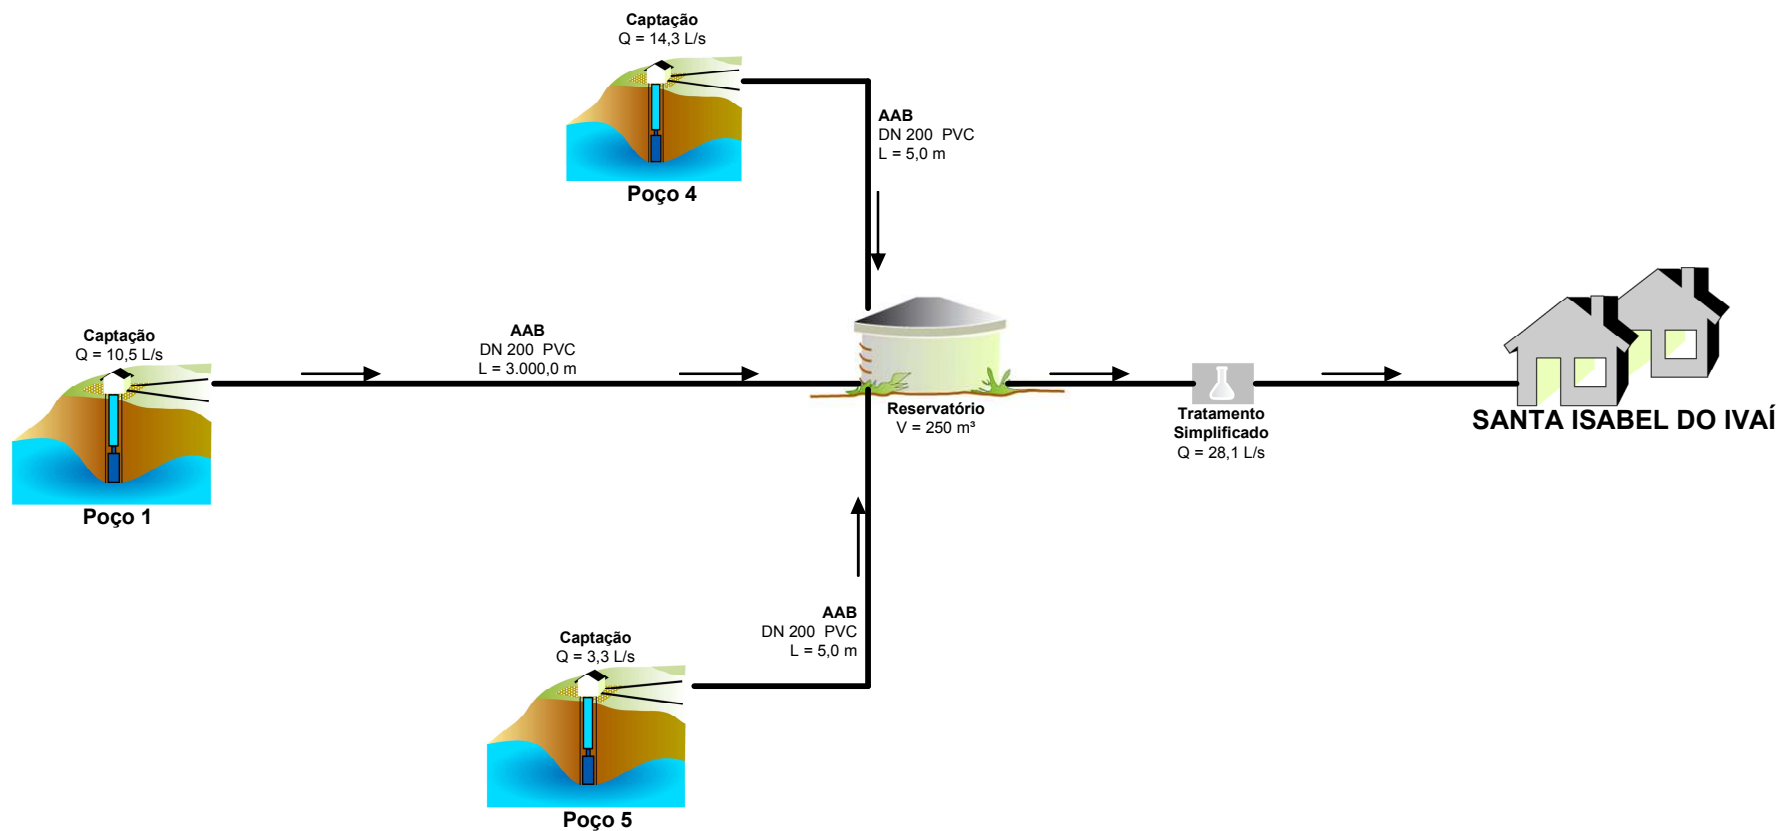 Captação
Q = 14,3 L/s
Poço 4
AAB
DN 200  PVC
L = 5,0 m
Captação
Q = 10,5 L/s
Poço 1
AAB
DN 200  PVC
L = 3.000,0 m
Reservatório
V = 250 m³
Tratamento
Simplificado
Q = 28,1 L/s
SANTA ISABEL DO IVAÍ
AAB
DN 200  PVC
L = 5,0 m
Captação
Q = 3,3 L/s
Poço 5